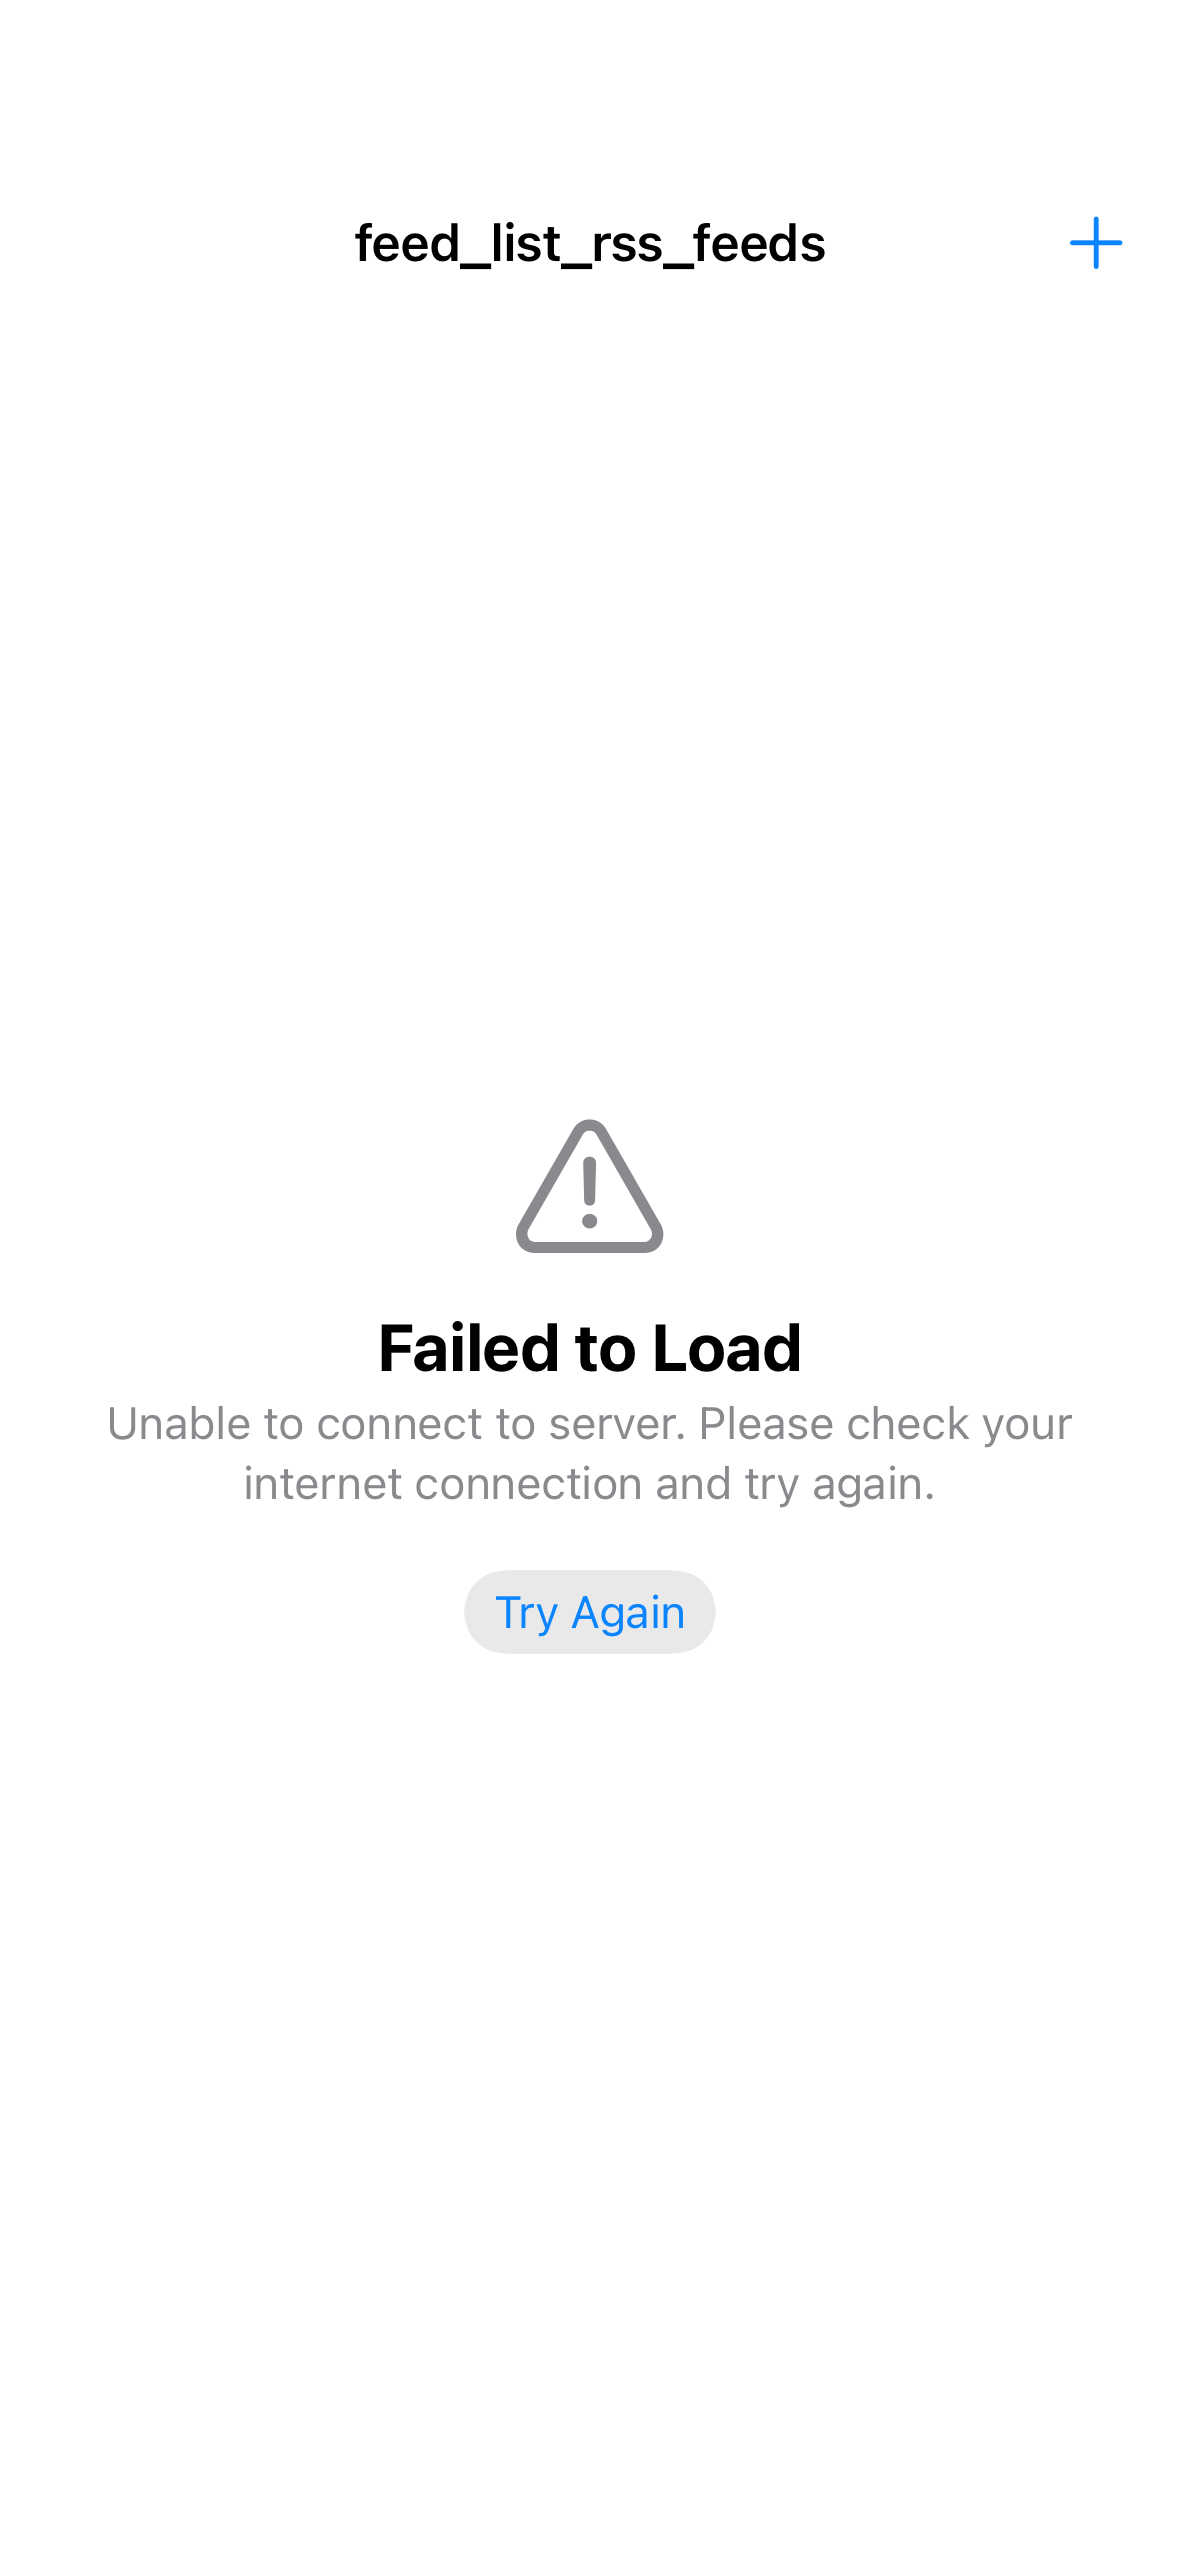 feed_list_rss_feeds
Failed to Load
Unable to connect to server. Please check your
internet connection and try again.
Try Again